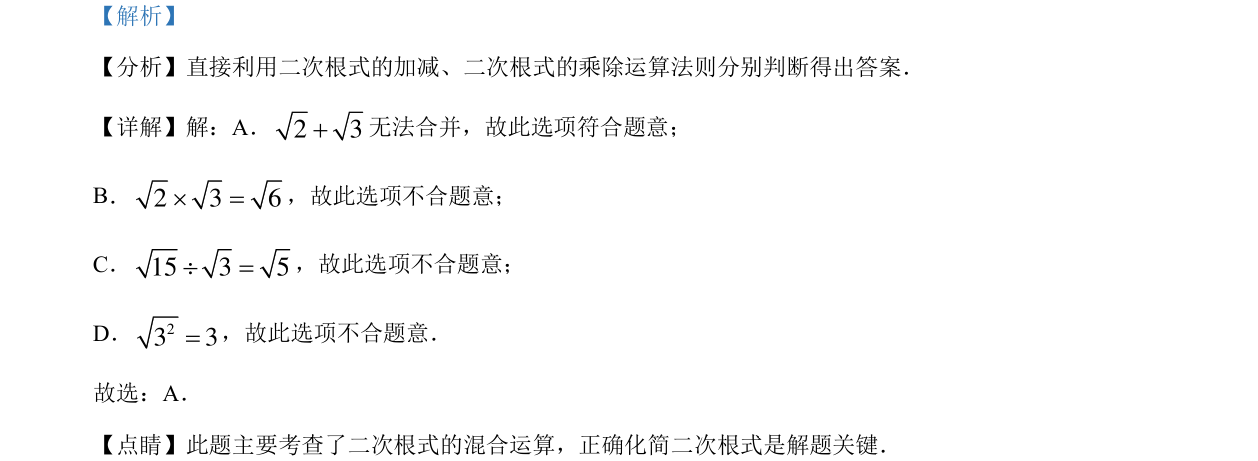 【解析】
【分析】直接利用二次根式的加减、二次根式的乘除运算法则分别判断得出答案．
【详解】解：A． √2 + √3 无法合并，故此选项符合题意；
B． √2 × √3 = √6 ，故此选项不合题意；
C． √15 ÷ √3 = √5 ，故此选项不合题意；
D． √3² = 3 ，故此选项不合题意．
故选：A．
【点睛】此题主要考查了二次根式的混合运算，正确化简二次根式是解题关键．